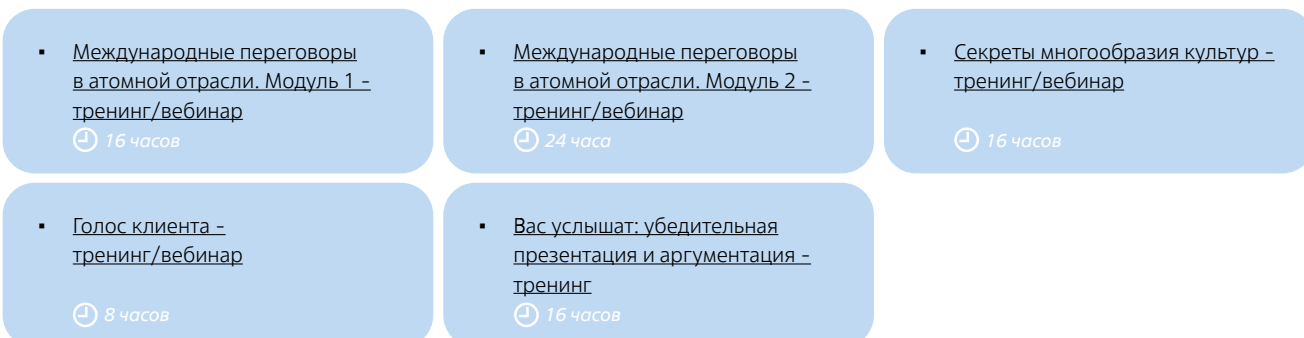 ▪ Международные переговоры
в атомной отрасли. Модуль 1 -
тренинг/вебинар
16 часов
▪ Международные переговоры
в атомной отрасли. Модуль 2 -
тренинг/вебинар
24 часа
▪ Секреты многообразия культур -
тренинг/вебинар
16 часов
▪ Голос клиента -
тренинг/вебинар
8 часов
▪ Вас услышат: убедительная
презентация и аргументация -
тренинг
16 часов